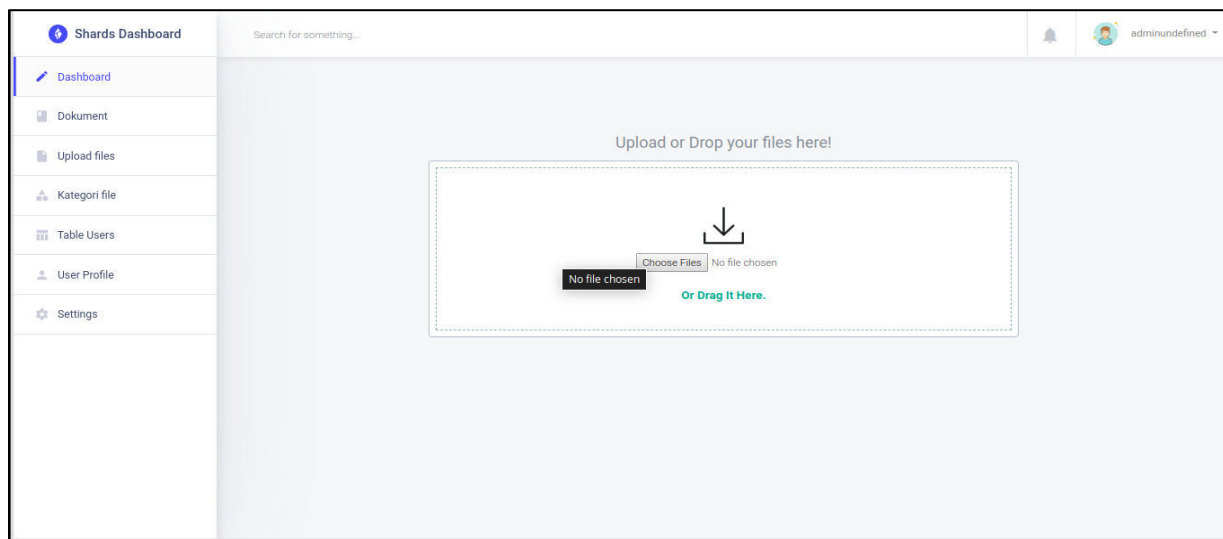 Shards Dashboard
Search for something...
adminundefined
Dashboard
Dokument
Upload files
Kategori file
Table Users
User Profile
Settings
Upload or Drop your files here!
Choose Files No file chosen
No file chosen
Or Drag It Here.